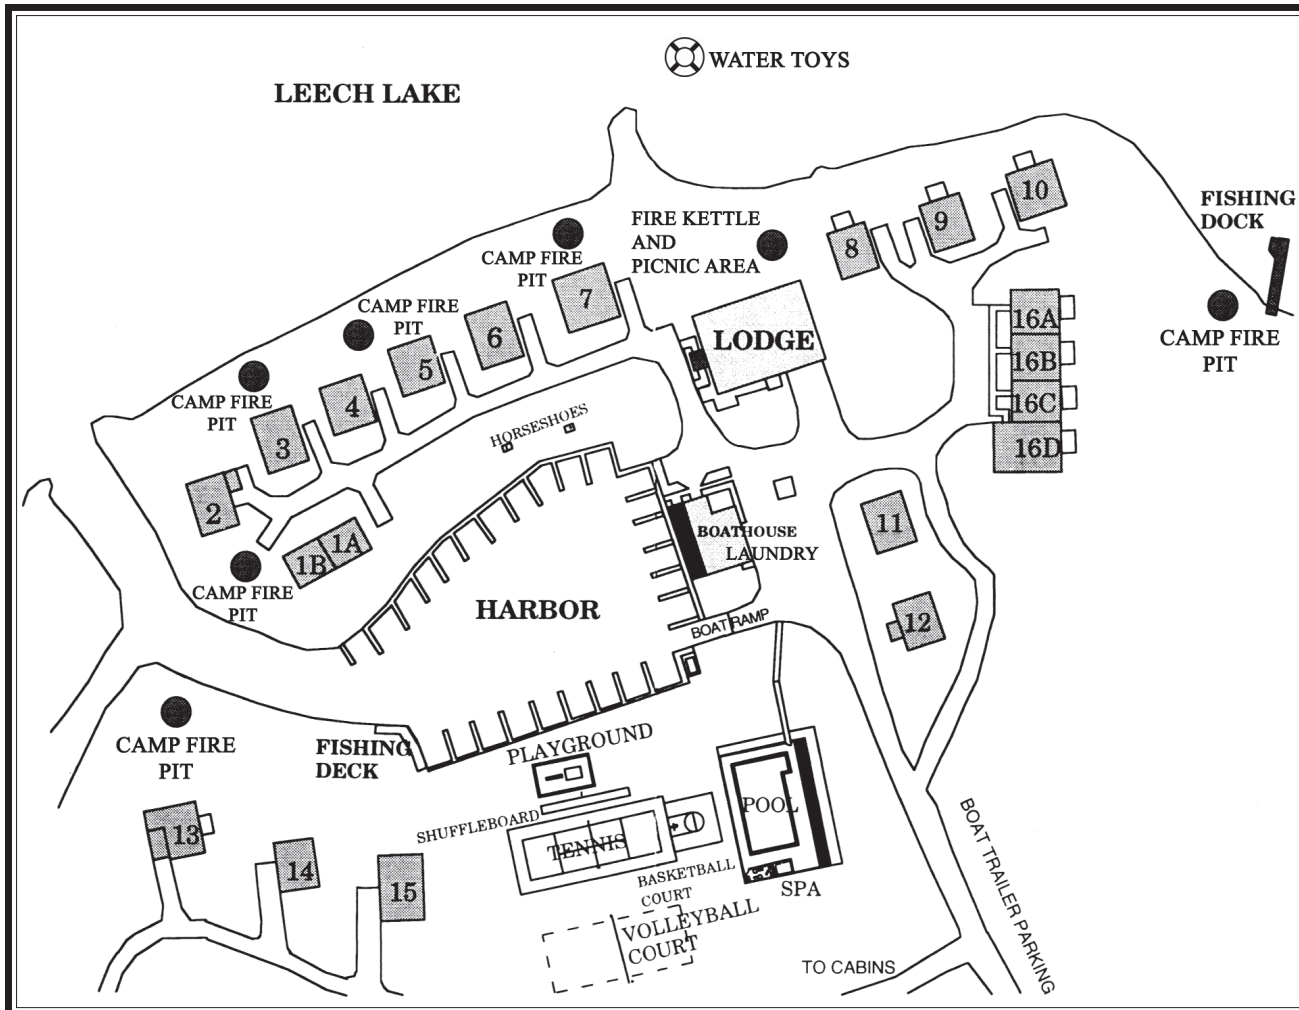 WATER TOYS
LEECH LAKE
10
FISHING
DOCK
9
8
FIRE KETTLE
AND
PICNIC AREA
CAMP FIRE
PIT
7
CAMP FIRE
PIT
6
5
LODGE
16A
16B
16C
16D
CAMP FIRE
PIT
CAMP FIRE
PIT
4
3
HORSESHOES
2
1A
1B
CAMP FIRE
PIT
BOATHOUSE
LAUNDRY
11
12
HARBOR
BOAT RAMP
CAMP FIRE
PIT
FISHING
DECK
PLAYGROUND
SHUFFLEBOARD
TENNIS
POOL
SPA
BASKETBALL
COURT
VOLLEYBALL
COURT
13
14
15
TO CABINS
BOAT TRAILER PARKING